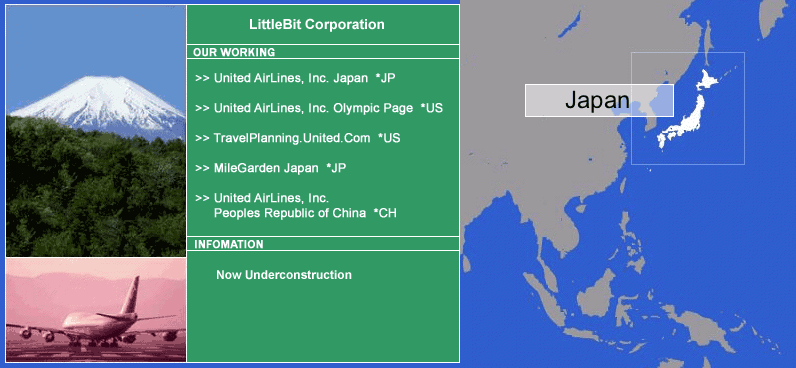 LittleBit Corporation
OUR WORKING
>> United AirLines, Inc. Japan *JP
>> United AirLines, Inc. Olympic Page *US
>> TravelPlanning.United.Com *US
>> MileGarden Japan *JP
>> United AirLines, Inc.
Peoples Republic of China *CH
INFOMATION
Now Underconstruction
Japan